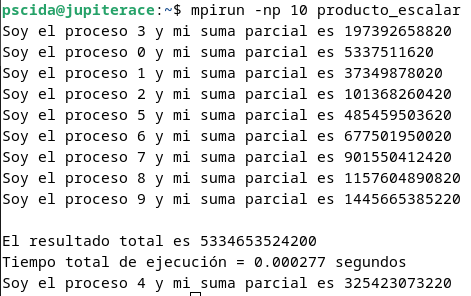 pscida@jupiterace:~$ mpirun -np 10 producto_escalar
Soy el proceso 3 y mi suma parcial es 197392658820
Soy el proceso 0 y mi suma parcial es 5337511620
Soy el proceso 1 y mi suma parcial es 37349878020
Soy el proceso 2 y mi suma parcial es 101368260420
Soy el proceso 5 y mi suma parcial es 485459503620
Soy el proceso 6 y mi suma parcial es 677501950020
Soy el proceso 7 y mi suma parcial es 901550412420
Soy el proceso 8 y mi suma parcial es 1157604890820
Soy el proceso 9 y mi suma parcial es 1445665385220
El resultado total es 5334653524200
Tiempo total de ejecución = 0.000277 segundos
Soy el proceso 4 y mi suma parcial es 325423073220